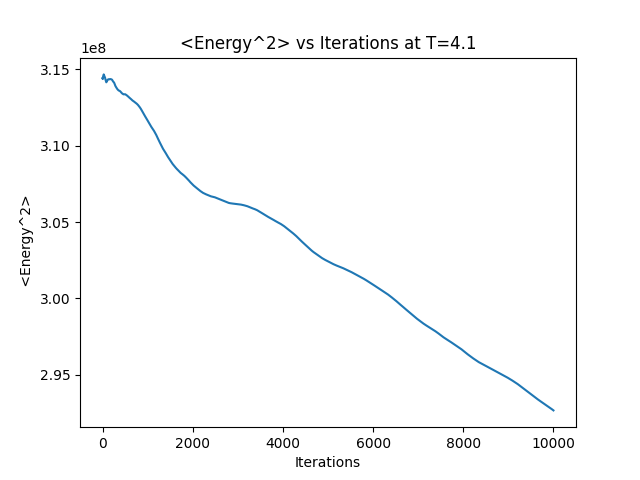 <Energy^2> vs Iterations at T=4.1
1e8
3.15
3.10
3.05
3.00
2.95
<Energy^2>
0 2000 4000 6000 8000 10000
Iterations